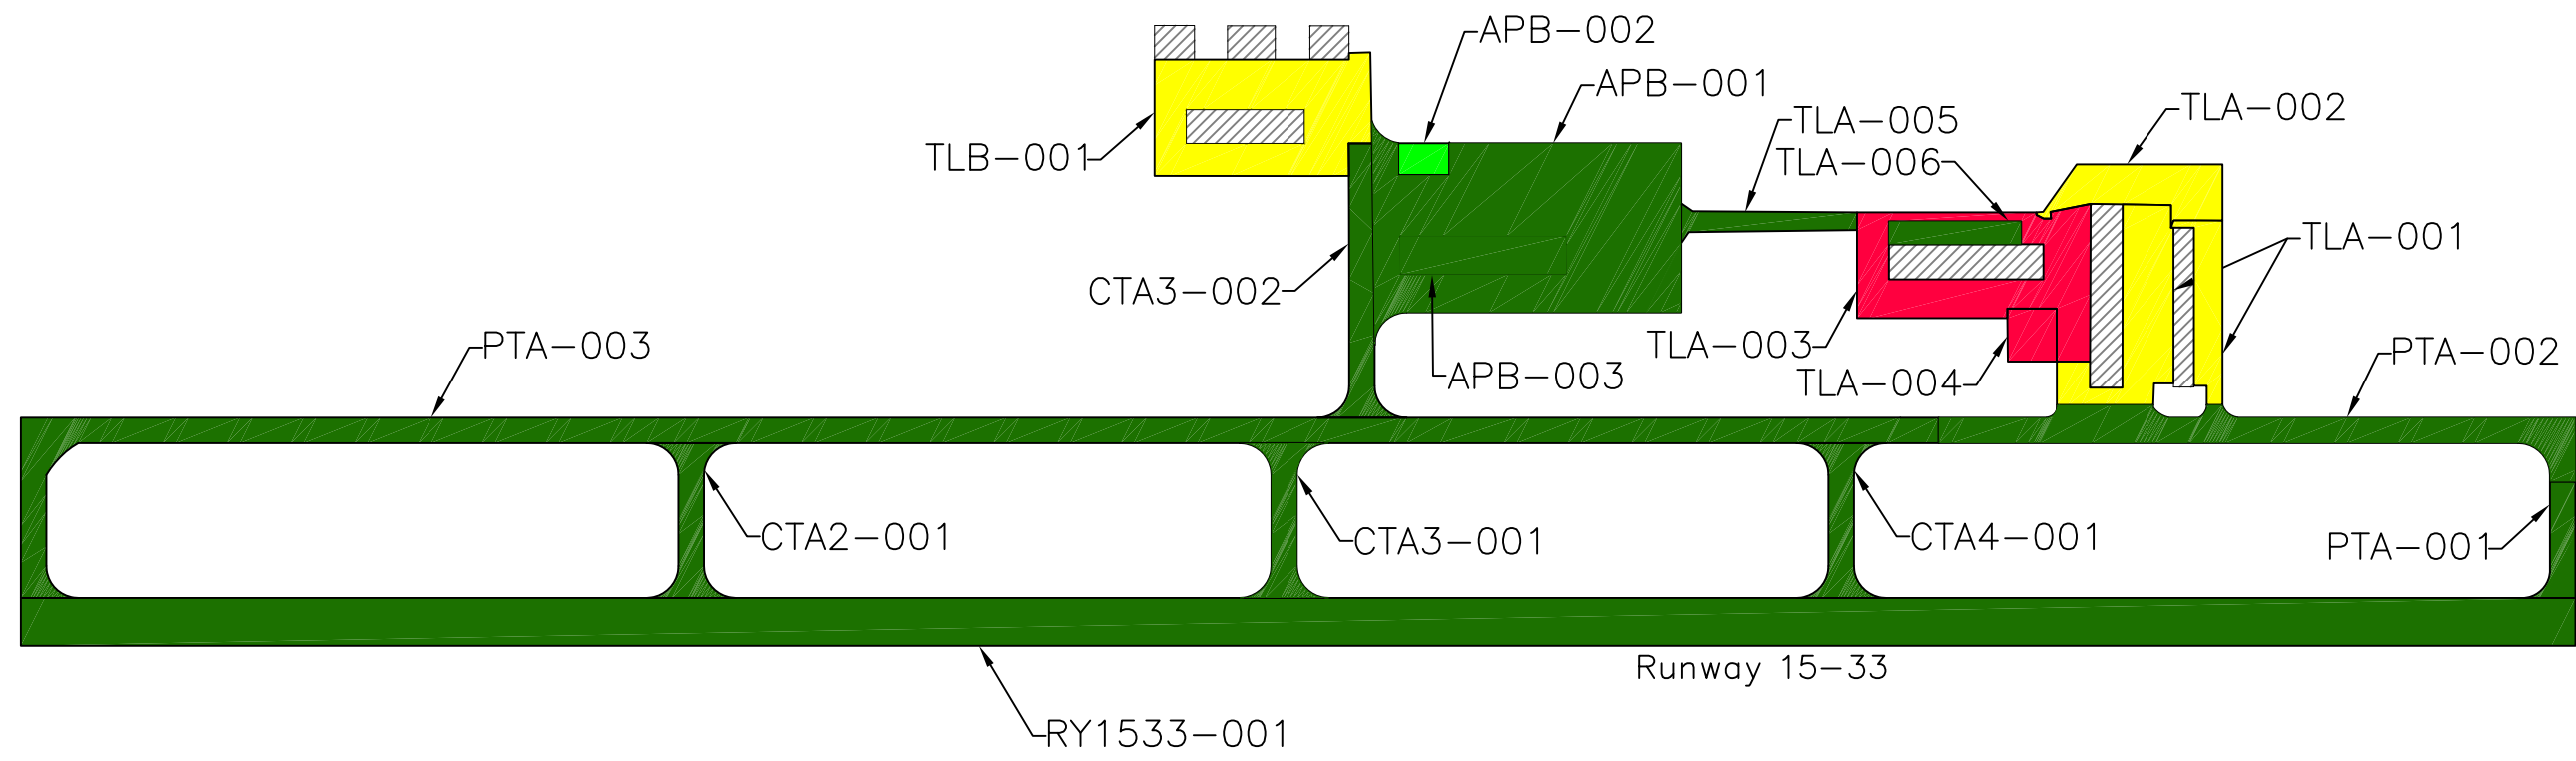 APB-002
APB-001
TLA-002
TLA-005
TLB-001
TLA-006
TLA-001
CTA3-002
PTA-003
TLA-003
PTA-002
APB-003
TLA-004
CTA2-001
CTA3-001
CTA4-001
PTA-001
Runway 15-33
RY1533-001